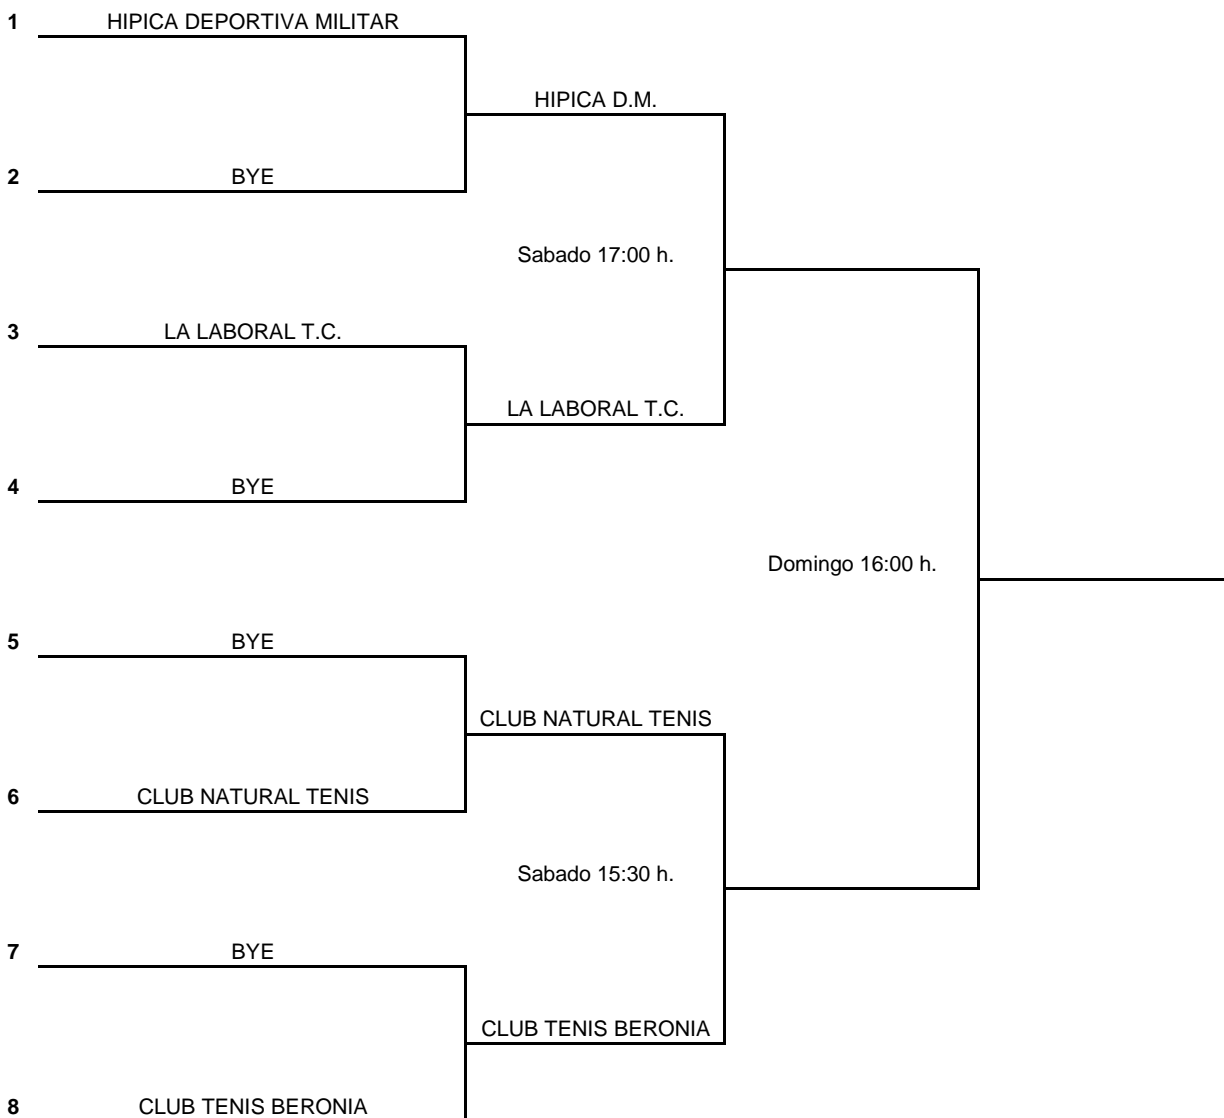 1 HIPICA DEPORTIVA MILITAR
HIPICA D.M.
2 BYE
Sabado 17:00 h.
3 LA LABORAL T.C.
LA LABORAL T.C.
4 BYE
Domingo 16:00 h.
5 BYE
CLUB NATURAL TENIS
6 CLUB NATURAL TENIS
Sabado 15:30 h.
7 BYE
CLUB TENIS BERONIA
8 CLUB TENIS BERONIA